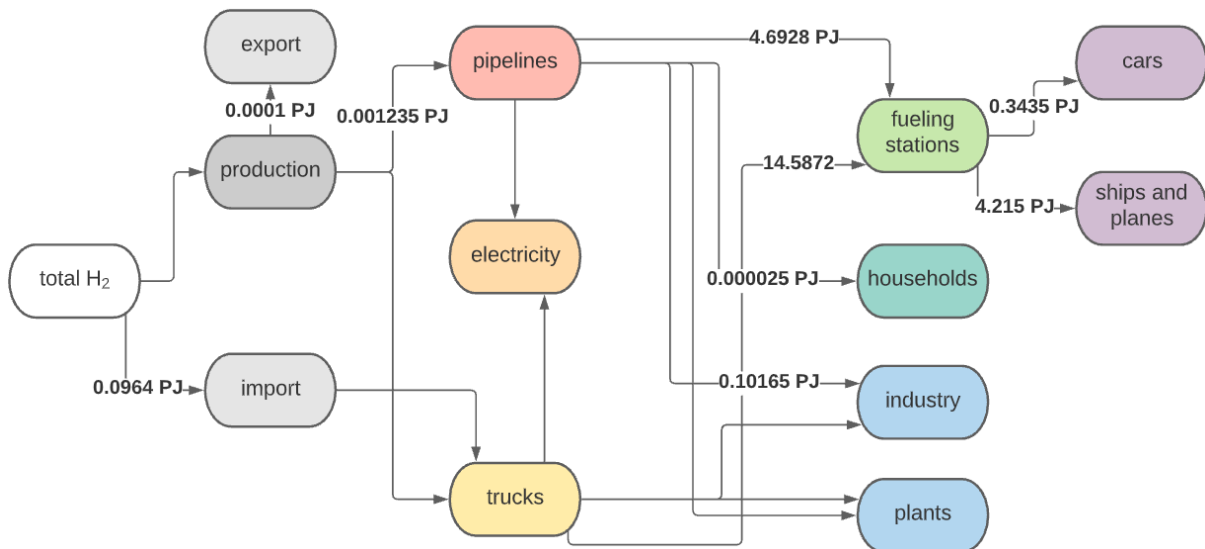 export
pipelines
4.6928 PJ
cars
0.0001 PJ
0.001235 PJ
0.3435 PJ
fueling
stations
production
14.5872
ships and
planes
4.215 PJ
electricity
total H₂
0.000025 PJ
households
0.0964 PJ
import
0.10165 PJ
industry
trucks
plants